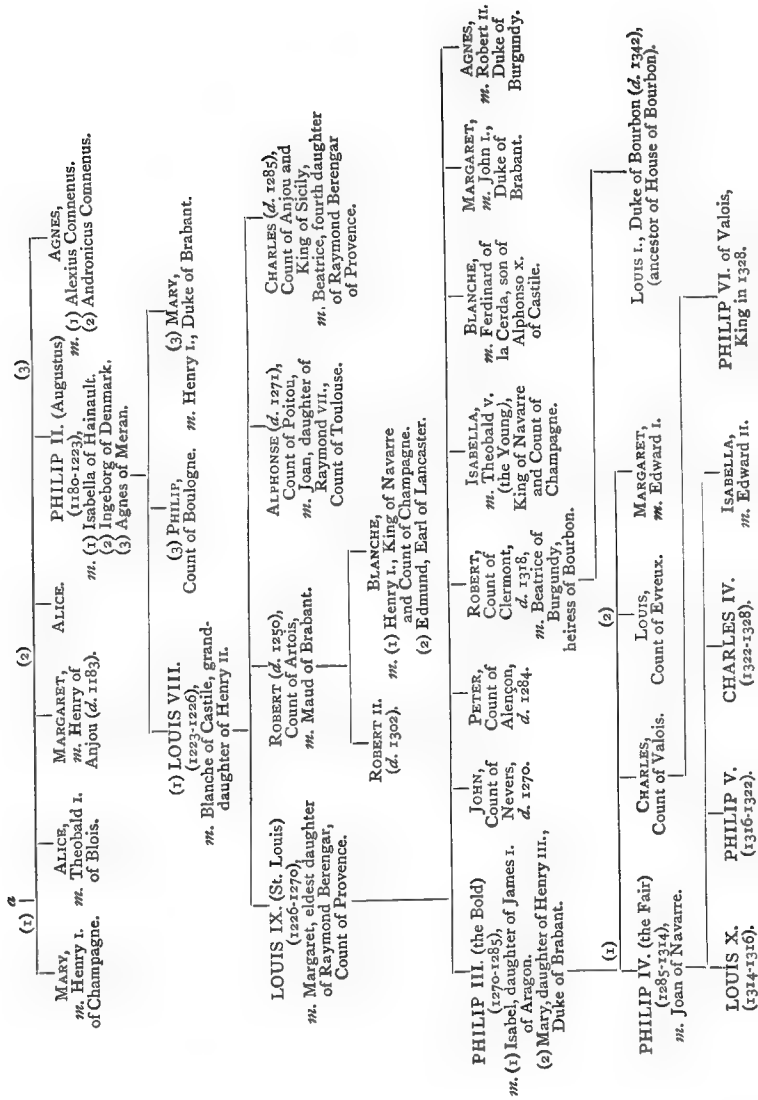 a
(1)
(2)
(3)
MARY,
m. Henry I.
of Champagne.
ALICE,
m. Theobald I.
of Blois.
MARGARET,
m. Henry of
Anjou (d. 1183).
ALICE.
PHILIP II. (Augustus)
(1180-1223),
m. (1) Isabella of Hainault.
(2) Ingeborg of Denmark.
(3) Agnes of Meran.
AGNES,
m. (1) Alexius Comnenus.
(2) Andronicus Comnenus.
(1) LOUIS VIII.
(1223-1226),
m. Blanche of Castile, grand-
daughter of Henry II.
(3) PHILIP,
Count of Boulogne.
(3) MARY,
m. Henry I., Duke of Brabant.
LOUIS IX. (St. Louis)
(1226-1270),
m. Margaret, eldest daughter
of Raymond Berengar,
Count of Provence.
ROBERT (d. 1250),
Count of Artois,
m. Maud of Brabant.
ALPHONSE (d. 1271),
Count of Poitou,
m. Joan, daughter of
Raymond VII.,
Count of Toulouse.
CHARLES (d. 1285),
Count of Anjou and
King of Sicily,
m. Beatrice, fourth daughter
of Raymond Berengar
of Provence.
ROBERT II.
(d. 1302).
BLANCHE,
m. (1) Henry I., King of Navarre
and Count of Champagne.
(2) Edmund, Earl of Lancaster.
PHILIP III. (the Bold)
(1270-1285),
m. (1) Isabel, daughter of James I.
of Aragon.
(2) Mary, daughter of Henry III.,
Duke of Brabant.
JOHN,
Count of
Nevers,
d. 1270.
PETER,
Count of
Alençon,
d. 1284.
ROBERT,
Count of
Clermont,
d. 1318,
m. Beatrice of
Burgundy,
heiress of Bourbon.
ISABELLA,
m. Theobald V.
(the Young),
King of Navarre
and Count of
Champagne.
BLANCHE,
m. Ferdinard of
la Cerda, son of
Alphonso X.
of Castile.
MARGARET,
m. John I.,
Duke of
Brabant.
AGNES,
m. Robert II.
Duke of
Burgundy.
(1)
(2)
PHILIP IV. (the Fair)
(1285-1314),
m. Joan of Navarre.
CHARLES,
Count of Valois.
LOUIS,
Count of Evreux.
MARGARET,
m. Edward I.
LOUIS I., Duke of Bourbon (d. 1342),
(ancestor of House of Bourbon).
LOUIS X.
(1314-1316).
PHILIP V.
(1316-1322).
CHARLES IV.
(1322-1328).
ISABELLA,
m. Edward II.
PHILIP VI. of Valois,
King in 1328.